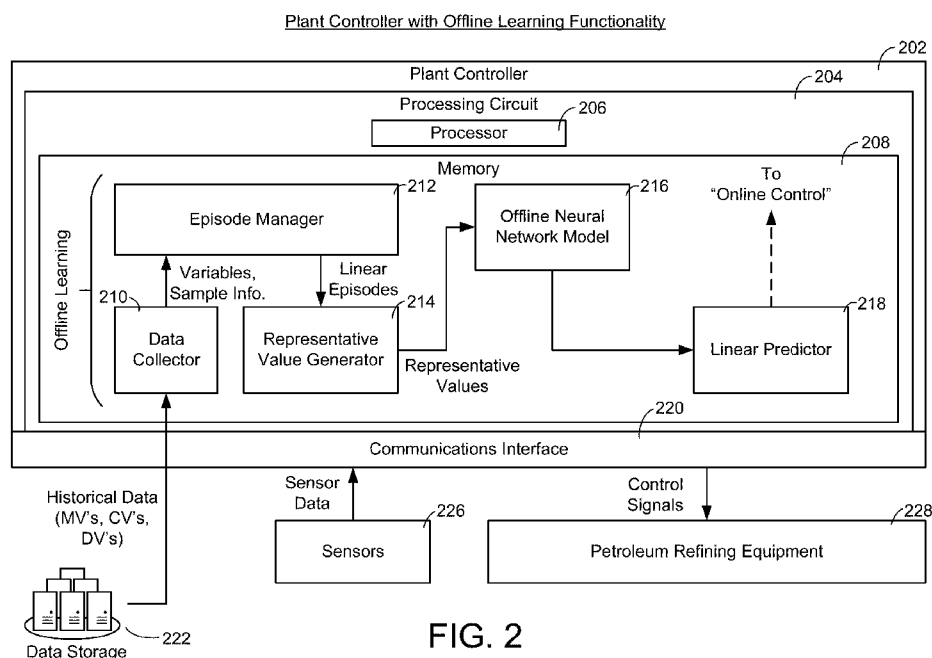 Plant Controller with Offline Learning Functionality
202
Plant Controller
204
Processing Circuit
206
Processor
208
Memory
To
"Online Control"
212
Episode Manager
216
Offline Neural
Network Model
Offline Learning
Variables,
Sample Info.
Linear
Episodes
210
Data
Collector
214
Representative
Value Generator
Representative
Values
218
Linear Predictor
220
Communications Interface
Historical Data
(MV's, CV's,
DV's)
Sensor
Data
226
Sensors
Control
Signals
228
Petroleum Refining Equipment
222
Data Storage
FIG. 2